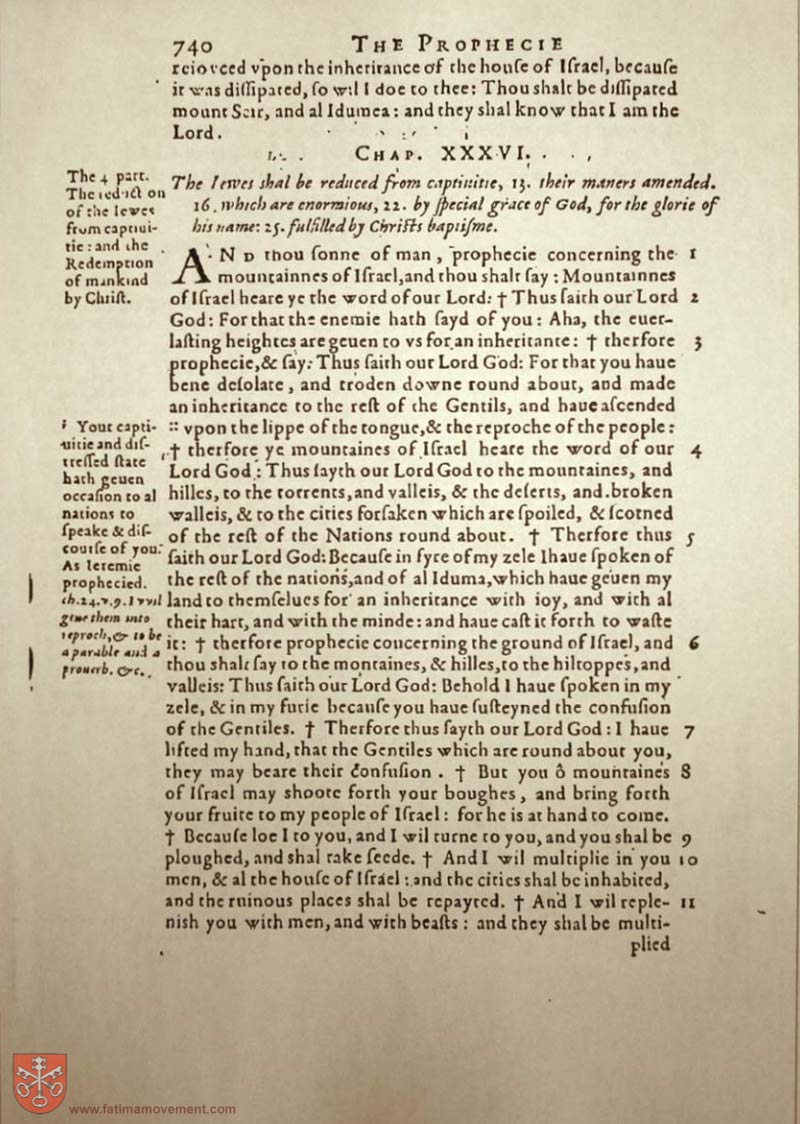 740 THE PROPHECIE
reioyced vpon the inheritance of the houſe of Iſrael, becauſe
it was diſſipated, ſo wil I doe to thee: Thou shalt be diſſipated
mount Seir, and al Idumea: and they shal know that I am the
Lord.
CHAP. XXXVI.
The Iewes shal be reduced from captiuitie, 13. their maners amended.
16. which are enormious, 22. by ſpecial grace of God, for the glorie of
his name: 25. fulfilled by Chriſts baptiſme.
The 4 part.
The reductiō
of the Iewes
from captiui-
tie: and the
Redemption
of mankind
by Chriſt.
AND thou ſonne of man, prophecie concerning the 1
mountainnes of Iſrael, and thou shalt ſay: Mountainnes
of Iſrael heare ye the word of our Lord: † Thus ſaith our Lord 2
God: For that the enemie hath ſayd of you: Aha, the euer-
laſting heightes are geuen to vs for an inheritance: † therfore 3
prophecie, & ſay: Thus ſaith our Lord God: For that you haue
bene deſolate, and troden downe round about, and made
an inheritance to the reſt of the Gentils, and haue aſcended
:: vpon the lippe of the tongue, & the reproche of the people:
† therfore ye mountaines of Iſrael heare the word of our 4
Lord God: Thus ſayth our Lord God to the mountaines, and
hilles, to the torrents, and valleis, & the deſerts, and broken
walleis, & to the cities forſaken which are ſpoiled, & ſcorned
of the reſt of the Nations round about. † Therfore thus 5
ſaith our Lord God: Becauſe in fyre of my zele I haue ſpoken of
the reſt of the nations, and of al Iduma, which haue geuen my
land to themſelues for an inheritance with ioy, and with al
their hart, and with the minde: and haue caſt it forth to waſte
it: † therfore prophecie concerning the ground of Iſrael, and 6
thou shalt ſay to the montaines, & hilles, to the hiltoppes, and
valleis: Thus ſaith our Lord God: Behold I haue ſpoken in my
zele, & in my furie becauſe you haue ſuſteyned the confuſion
of the Gentiles. † Therfore thus ſayth our Lord God: I haue 7
lifted my hand, that the Gentiles which are round about you,
they may beare their confuſion. † But you ô mountaines 8
of Iſrael may shoote forth your boughes, and bring forth
your fruite to my people of Iſrael: for he is at hand to come.
† Becauſe loe I to you, and I wil turne to you, and you shal be 9
ploughed, and shal take ſeede. † And I wil multiplie in you 10
men, & al the houſe of Iſrael: and the cities shal be inhabited,
and the ruinous places shal be repayred. † And I wil reple- 11
nish you with men, and with beaſts: and they shal be multi-
plied
Your capti-
uitie and diſ-
treſſed ſtate
hath geuen
occaſion to al
nations to
ſpeake & diſ-
courſe of you.
As Ieremie
prophecied.
ch. 24. v. 9. I wil
geue them into
reproch, & to be
a parable and a
prouerb. &c.
www.fatimamovement.com